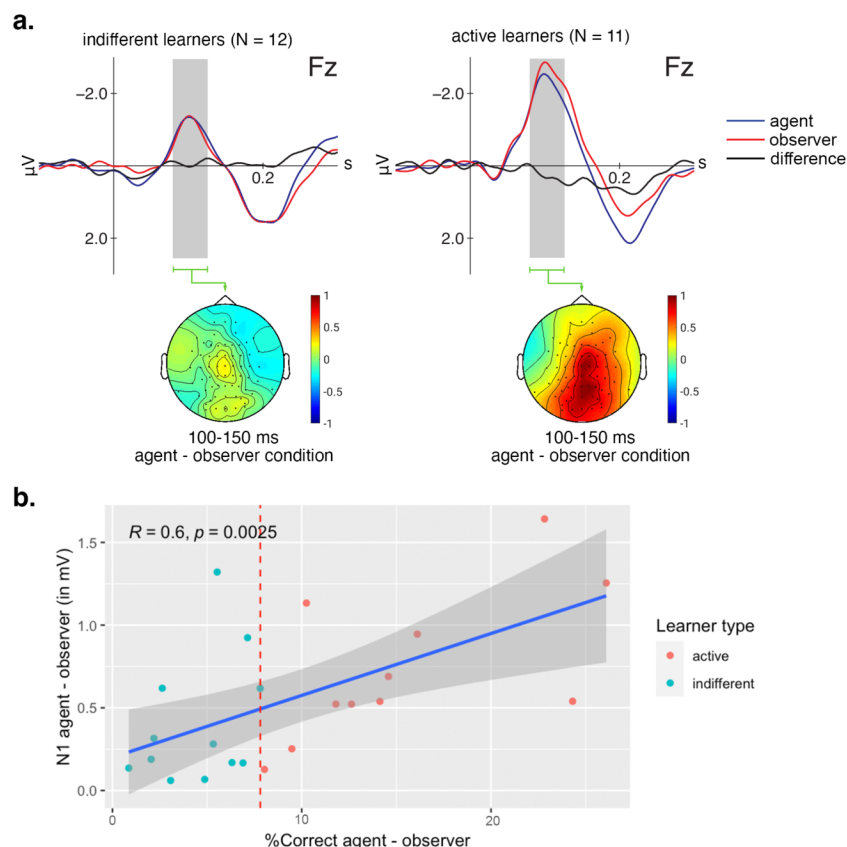 a.
indifferent learners (N = 12)
active learners (N = 11)
Fz
Fz
−2.0
−2.0
agent
observer
difference
μV
s
0.2
μV
s
0.2
2.0
2.0
1
0.5
0
-0.5
-1
1
0.5
0
-0.5
-1
100-150 ms
agent - observer condition
100-150 ms
agent - observer condition
b.
R = 0.6, p = 0.0025
N1 agent - observer (in mV)
1.5
1.0
0.5
0.0
0
10
20
%Correct agent - observer
Learner type
active
indifferent